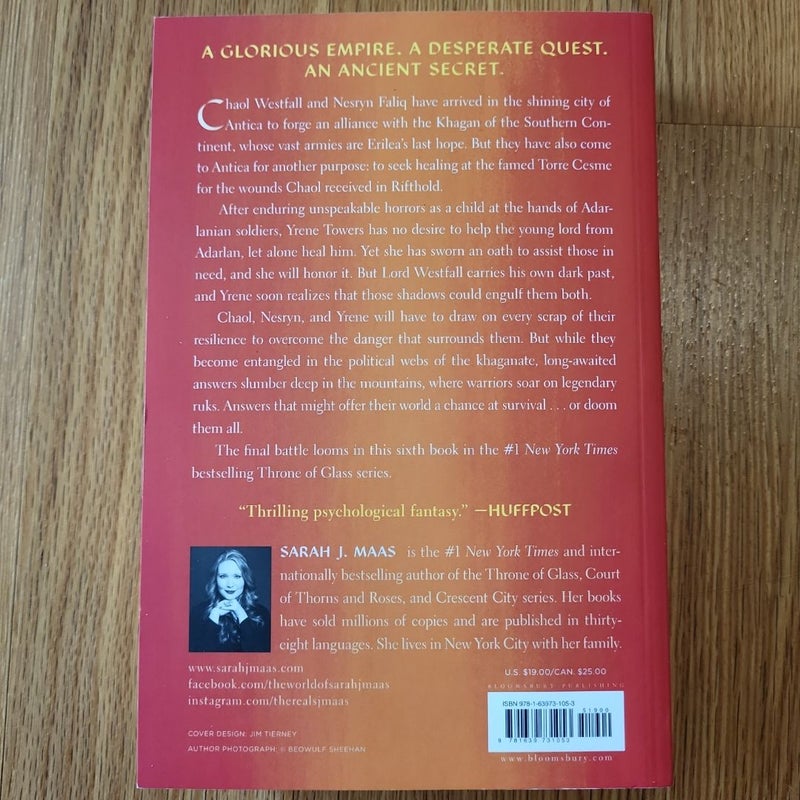 A GLORIOUS EMPIRE. A DESPERATE QUEST.
AN ANCIENT SECRET.
Chaol Westfall and Nesryn Faliq have arrived in the shining city of
Antica to forge an alliance with the Khagan of the Southern Con-
tinent, whose vast armies are Erilea's last hope. But they have also come
to Antica for another purpose: to seek healing at the famed Torre Cesme
for the wounds Chaol received in Rifthold.
After enduring unspeakable horrors as a child at the hands of Adar-
lanian soldiers, Yrene Towers has no desire to help the young lord from
Adarlan, let alone heal him. Yet she has sworn an oath to assist those in
need, and she will honor it. But Lord Westfall carries his own dark past,
and Yrene soon realizes that those shadows could engulf them both.
Chaol, Nesryn, and Yrene will have to draw on every scrap of their
resilience to overcome the danger that surrounds them. But while they
become entangled in the political webs of the khaganate, long-awaited
answers slumber deep in the mountains, where warriors soar on legendary
ruks. Answers that might offer their world a chance at survival . . . or doom
them all.
The final battle looms in this sixth book in the #1 New York Times
bestselling Throne of Glass series.
"Thrilling psychological fantasy." —HUFFPOST
SARAH J. MAAS is the #1 New York Times and inter-
nationally bestselling author of the Throne of Glass, Court
of Thorns and Roses, and Crescent City series. Her books
have sold millions of copies and are published in thirty-
eight languages. She lives in New York City with her family.
www.sarahjmaas.com
facebook.com/theworldofsarahjmaas
instagram.com/therealsjmaas
COVER DESIGN: JIM TIERNEY
AUTHOR PHOTOGRAPH: © BEOWULF SHEEHAN
U.S. $19.00/CAN. $25.00
BLOOMSBURY PUBLISHING
ISBN 978-1-63973-105-3
51900
9 781639 731053
www.bloomsbury.com